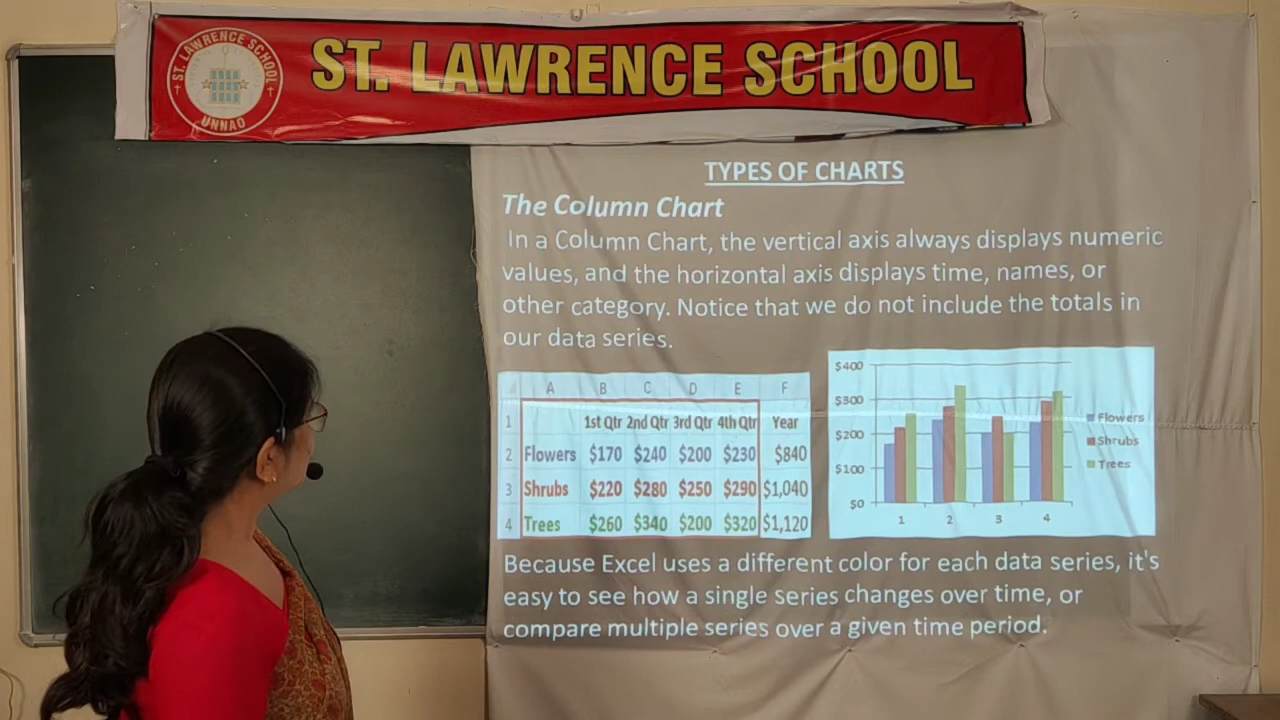 ST. LAWRENCE SCHOOL
ST. LAWRENCE SCHOOL
UNNAO
TYPES OF CHARTS
The Column Chart
In a Column Chart, the vertical axis always displays numeric
values, and the horizontal axis displays time, names, or
other category. Notice that we do not include the totals in
our data series.
A B C D E F
1 1st Qtr 2nd Qtr 3rd Qtr 4th Qtr Year
2 Flowers $170 $240 $200 $230 $840
3 Shrubs $220 $280 $250 $290 $1,040
4 Trees $260 $340 $200 $320 $1,120
$400
$300
$200
$100
$0
1 2 3 4
Flowers
Shrubs
Trees
Because Excel uses a different color for each data series, it's
easy to see how a single series changes over time, or
compare multiple series over a given time period.